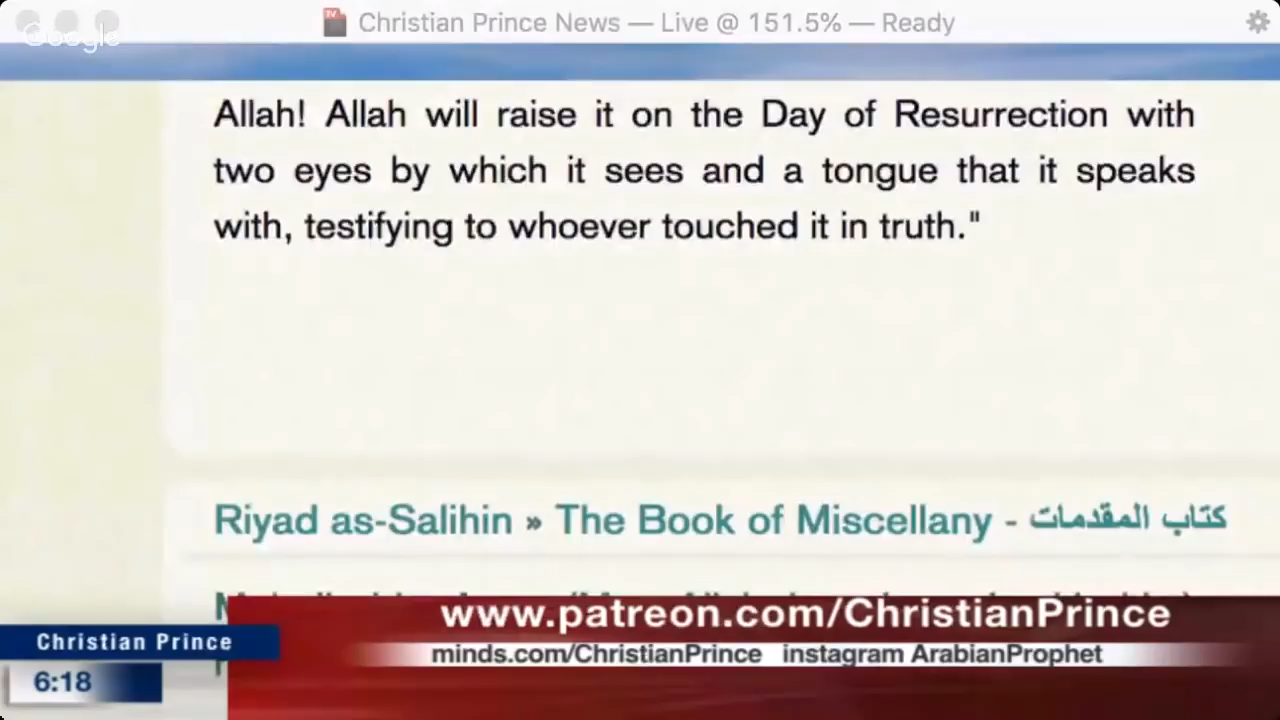 Christian Prince News — Live @ 151.5% — Ready
Google
Allah! Allah will raise it on the Day of Resurrection with
two eyes by which it sees and a tongue that it speaks
with, testifying to whoever touched it in truth."
Riyad as-Salihin » The Book of Miscellany - كتاب المقدمات
www.patreon.com/ChristianPrince
Christian Prince
minds.com/ChristianPrince instagram ArabianProphet
6:18